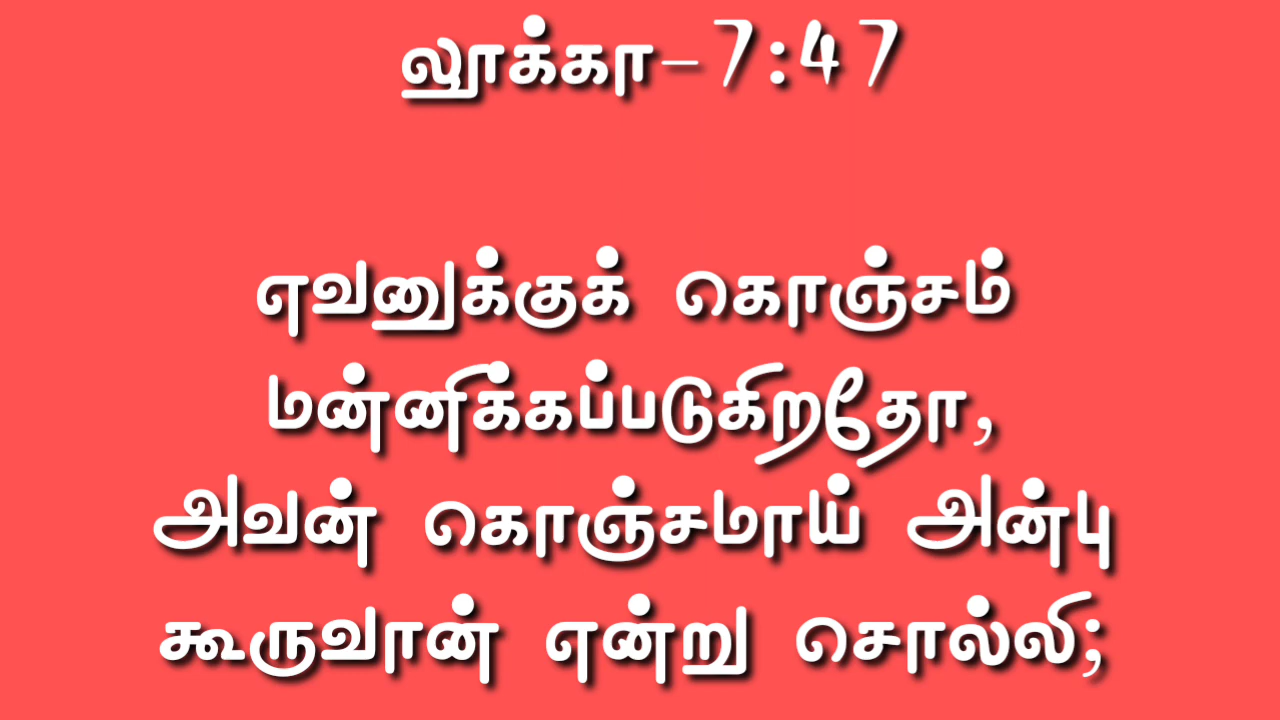 லூக்கா-7:47
எவனுக்குக் கொஞ்சம்
மன்னிக்கப்படுகிறதோ,
அவன் கொஞ்சமாய் அன்பு
கூருவான் என்று சொல்லி;